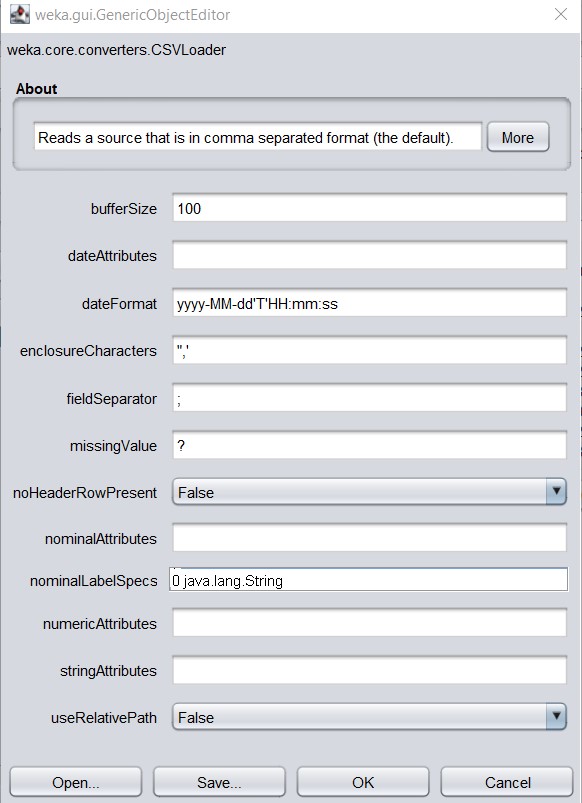 weka.gui.GenericObjectEditor
weka.core.converters.CSVLoader
About
Reads a source that is in comma separated format (the default).
More
bufferSize 100
dateAttributes
dateFormat yyyy-MM-dd'T'HH:mm:ss
enclosureCharacters ",'
fieldSeparator ;
missingValue ?
noHeaderRowPresent False
nominalAttributes
nominalLabelSpecs 0 java.lang.String
numericAttributes
stringAttributes
useRelativePath False
Open... Save... OK Cancel